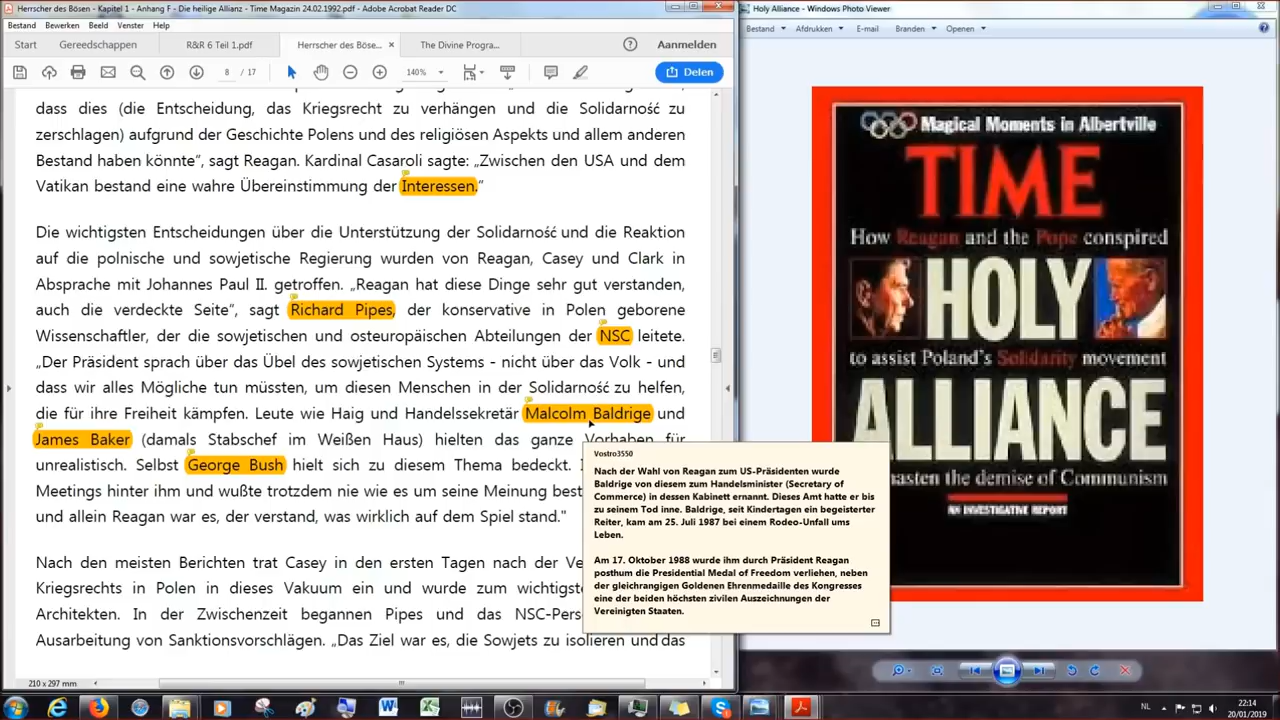 Herrscher des Bösen - Kapitel 1 - Anhang F - Die heilige Allianz - Time Magazin 24.02.1992.pdf - Adobe Acrobat Reader DC
Bestand Bewerken Beeld Venster Help
Start Gereedschappen R&R 6 Teil 1.pdf Herrscher des Böse... × The Divine Progra... Anmelden
8 / 17 140% Delen
dass dies (die Entscheidung, das Kriegsrecht zu verhängen und die Solidarność zu
zerschlagen) aufgrund der Geschichte Polens und des religiösen Aspekts und allem anderen
Bestand haben könnte“, sagt Reagan. Kardinal Casaroli sagte: „Zwischen den USA und dem
Vatikan bestand eine wahre Übereinstimmung der Interessen.“
Die wichtigsten Entscheidungen über die Unterstützung der Solidarność und die Reaktion
auf die polnische und sowjetische Regierung wurden von Reagan, Casey und Clark in
Absprache mit Johannes Paul II. getroffen. „Reagan hat diese Dinge sehr gut verstanden,
auch die verdeckte Seite“, sagt Richard Pipes, der konservative in Polen geborene
Wissenschaftler, der die sowjetischen und osteuropäischen Abteilungen der NSC leitete.
„Der Präsident sprach über das Übel des sowjetischen Systems - nicht über das Volk - und
dass wir alles Mögliche tun müssten, um diesen Menschen in der Solidarność zu helfen,
die für ihre Freiheit kämpfen. Leute wie Haig und Handelssekretär Malcolm Baldrige und
James Baker (damals Stabschef im Weißen Haus) hielten das ganze Vorhaben für
unrealistisch. Selbst George Bush hielt sich zu diesem Thema bedeckt.
Meetings hinter ihm und wußte trotzdem nie wie es um seine Meinung best
und allein Reagan war es, der verstand, was wirklich auf dem Spiel stand."
Nach den meisten Berichten trat Casey in den ersten Tagen nach der Ve
Kriegsrechts in Polen in dieses Vakuum ein und wurde zum wichtigst
Architekten. In der Zwischenzeit begannen Pipes und das NSC-Pers
Ausarbeitung von Sanktionsvorschlägen. „Das Ziel war es, die Sowjets zu isolieren und das
210 x 297 mm
Vostro3550
Nach der Wahl von Reagan zum US-Präsidenten wurde
Baldrige von diesem zum Handelsminister (Secretary of
Commerce) in dessen Kabinett ernannt. Dieses Amt hatte er bis
zu seinem Tod inne. Baldrige, seit Kindertagen ein begeisterter
Reiter, kam am 25. Juli 1987 bei einem Rodeo-Unfall ums
Leben.
Am 17. Oktober 1988 wurde ihm durch Präsident Reagan
posthum die Presidential Medal of Freedom verliehen, neben
der gleichrangigen Goldenen Ehrenmedaille des Kongresses
eine der beiden höchsten zivilen Auszeichnungen der
Vereinigten Staaten.
Holy Alliance - Windows Photo Viewer
Bestand Afdrukken E-mail Branden Openen
Magical Moments in Albertville
TIME
How Reagan and the Pope conspired
HOLY
to assist Poland's Solidarity movement
ALLIANCE
hasten the demise of Communism
AN INVESTIGATIVE REPORT
NL 22:14
20/01/2019